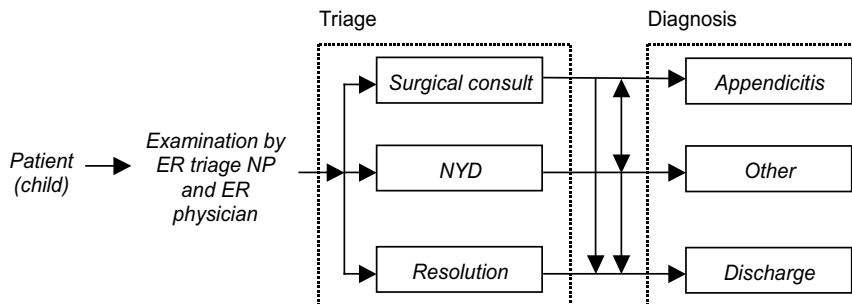 Triage
Diagnosis
Surgical consult
Appendicitis
Patient
(child)
Examination by
ER triage NP
and ER
physician
NYD
Other
Resolution
Discharge